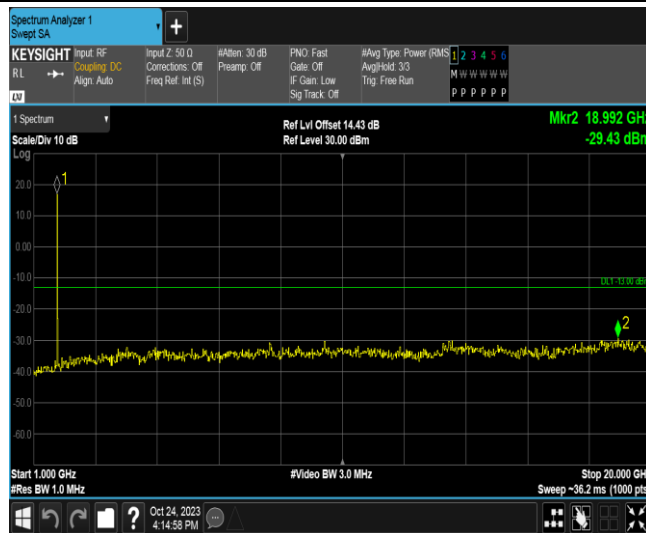 Spectrum Analyzer 1
Swept SA
+
KEYSIGHT
RL
LXI
Input: RF
Coupling: DC
Align: Auto
Input Z: 50 Ω
Corrections: Off
Freq Ref: Int (S)
#Atten: 30 dB
Preamp: Off
PNO: Fast
Gate: Off
IF Gain: Low
Sig Track: Off
#Avg Type: Power (RMS
Avg|Hold: 3/3
Trig: Free Run
1 2 3 4 5 6
M W W W W W
P P P P P P
1 Spectrum
Scale/Div 10 dB
Log
Ref Lvl Offset 14.43 dB
Ref Level 30.00 dBm
Mkr2 18.992 GHz
-29.43 dBm
20.0
10.0
0.00
-10.0
-20.0
-30.0
-40.0
-50.0
-60.0
1
DL1 -13.00 dBm
2
Start 1.000 GHz
#Res BW 1.0 MHz
#Video BW 3.0 MHz
Stop 20.000 GHz
Sweep ~36.2 ms (1000 pts
?
Oct 24, 2023
4:14:58 PM